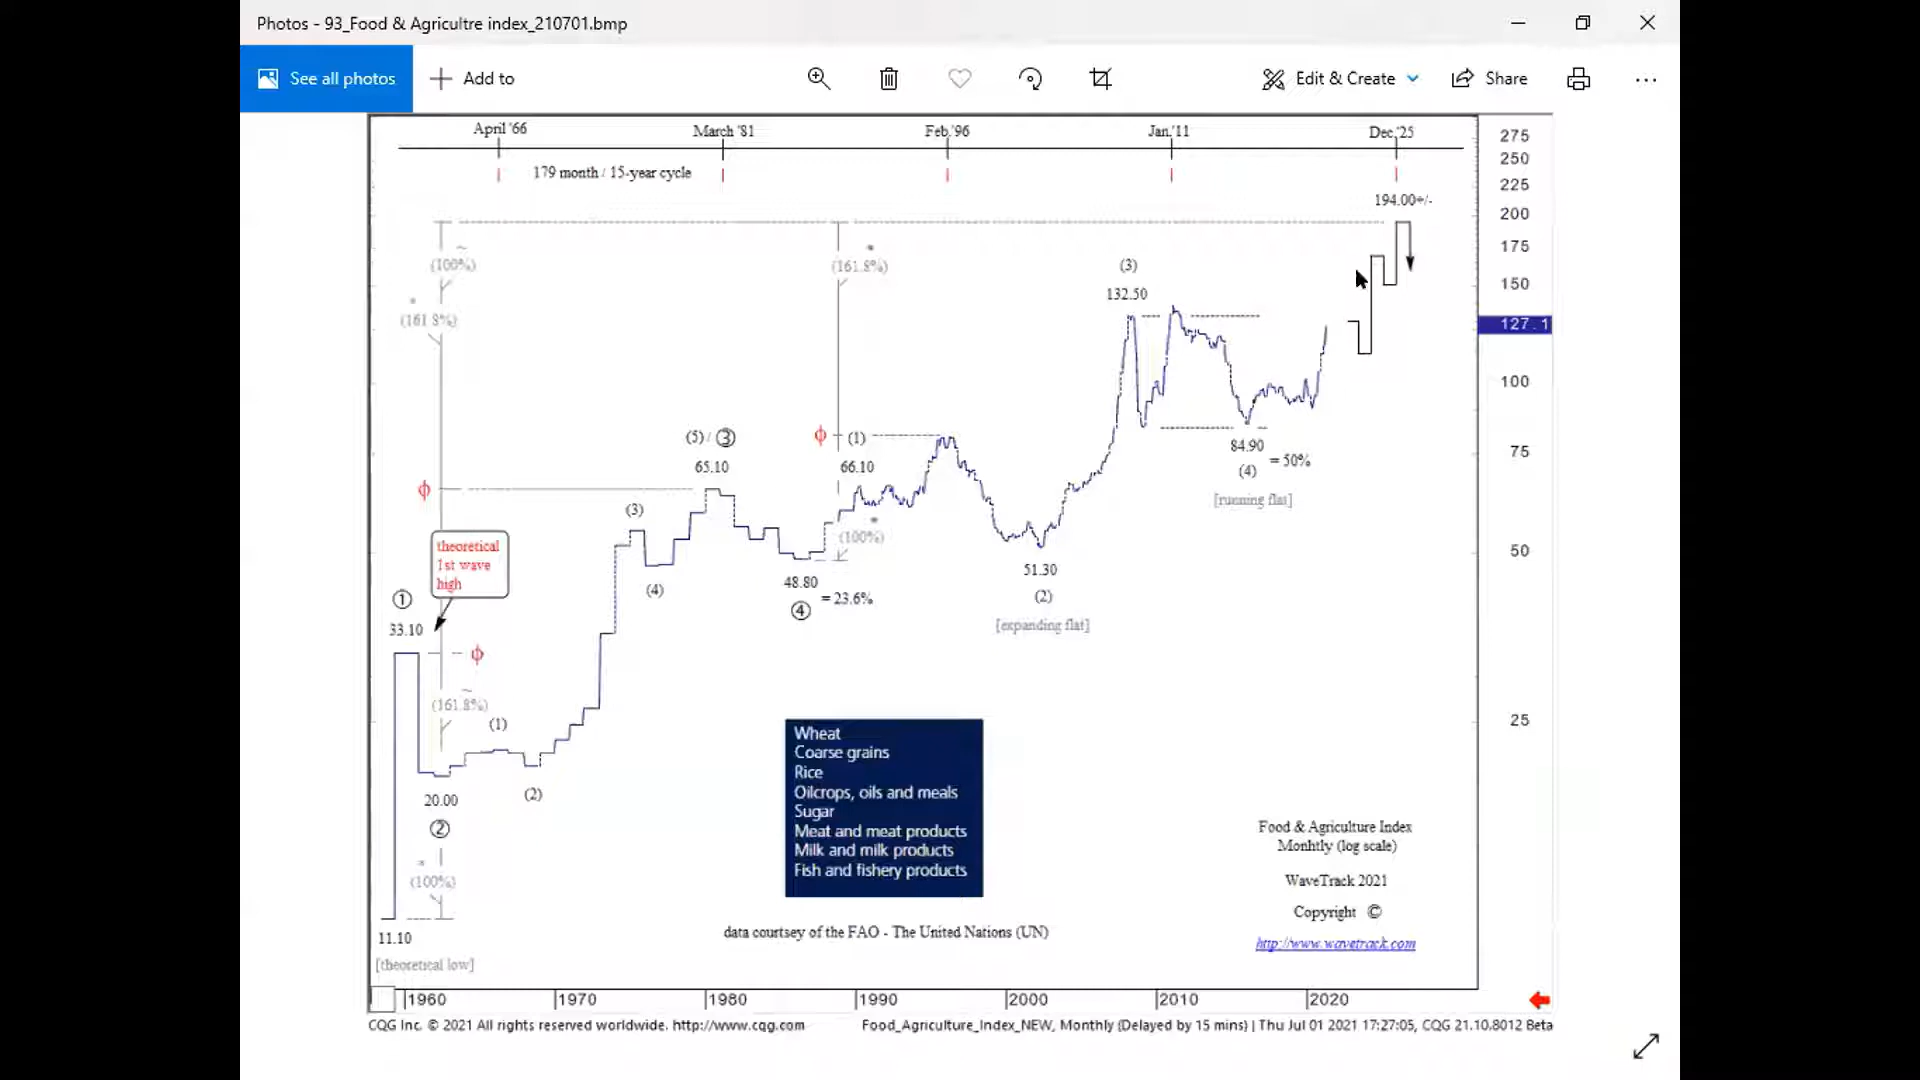 Photos - 93_Food & Agricultre index_210701.bmp
See all photos
Add to
Edit & Create
Share
April '66
March '81
Feb.'96
Jan.'11
Dec.'25
179 month / 15-year cycle
275
250
225
200
175
150
127.1
100
75
50
25
194.00+/-
(100%)
(161.8%)
(161.8%)
(3)
132.50
(5) / ③
65.10
ϕ
(1)
66.10
84.90
(4)
= 50%
[running flat]
ϕ
(3)
(4)
(100%)
theoretical
1st wave
high
①
33.10
ϕ
48.80
④
= 23.6%
51.30
(2)
[expanding flat]
(161.8%)
(1)
(2)
20.00
②
(100%)
11.10
[theoretical low]
Wheat
Coarse grains
Rice
Oilcrops, oils and meals
Sugar
Meat and meat products
Milk and milk products
Fish and fishery products
data courtsey of the FAO - The United Nations (UN)
Food & Agriculture Index
Monhtly (log scale)
WaveTrack 2021
Copyright ©
http://www.wavetrack.com
1960
1970
1980
1990
2000
2010
2020
CQG Inc. © 2021 All rights reserved worldwide. http://www.cqg.com
Food_Agriculture_Index_NEW, Monthly (Delayed by 15 mins) | Thu Jul 01 2021 17:27:05, CQG 21.10.8012 Beta